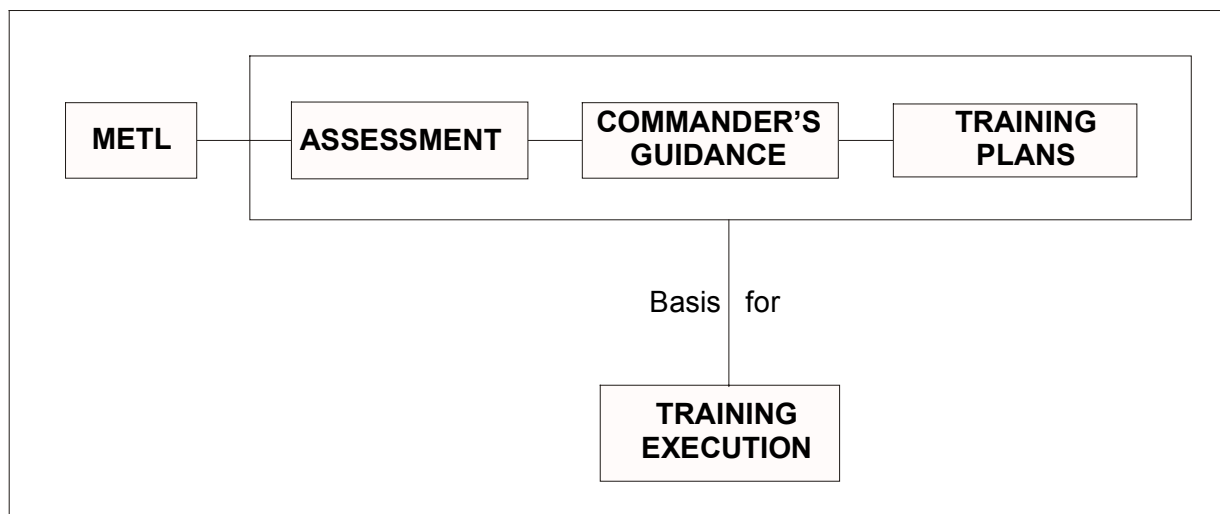 METL
ASSESSMENT
COMMANDER'S
GUIDANCE
TRAINING
PLANS
Basis for
TRAINING
EXECUTION